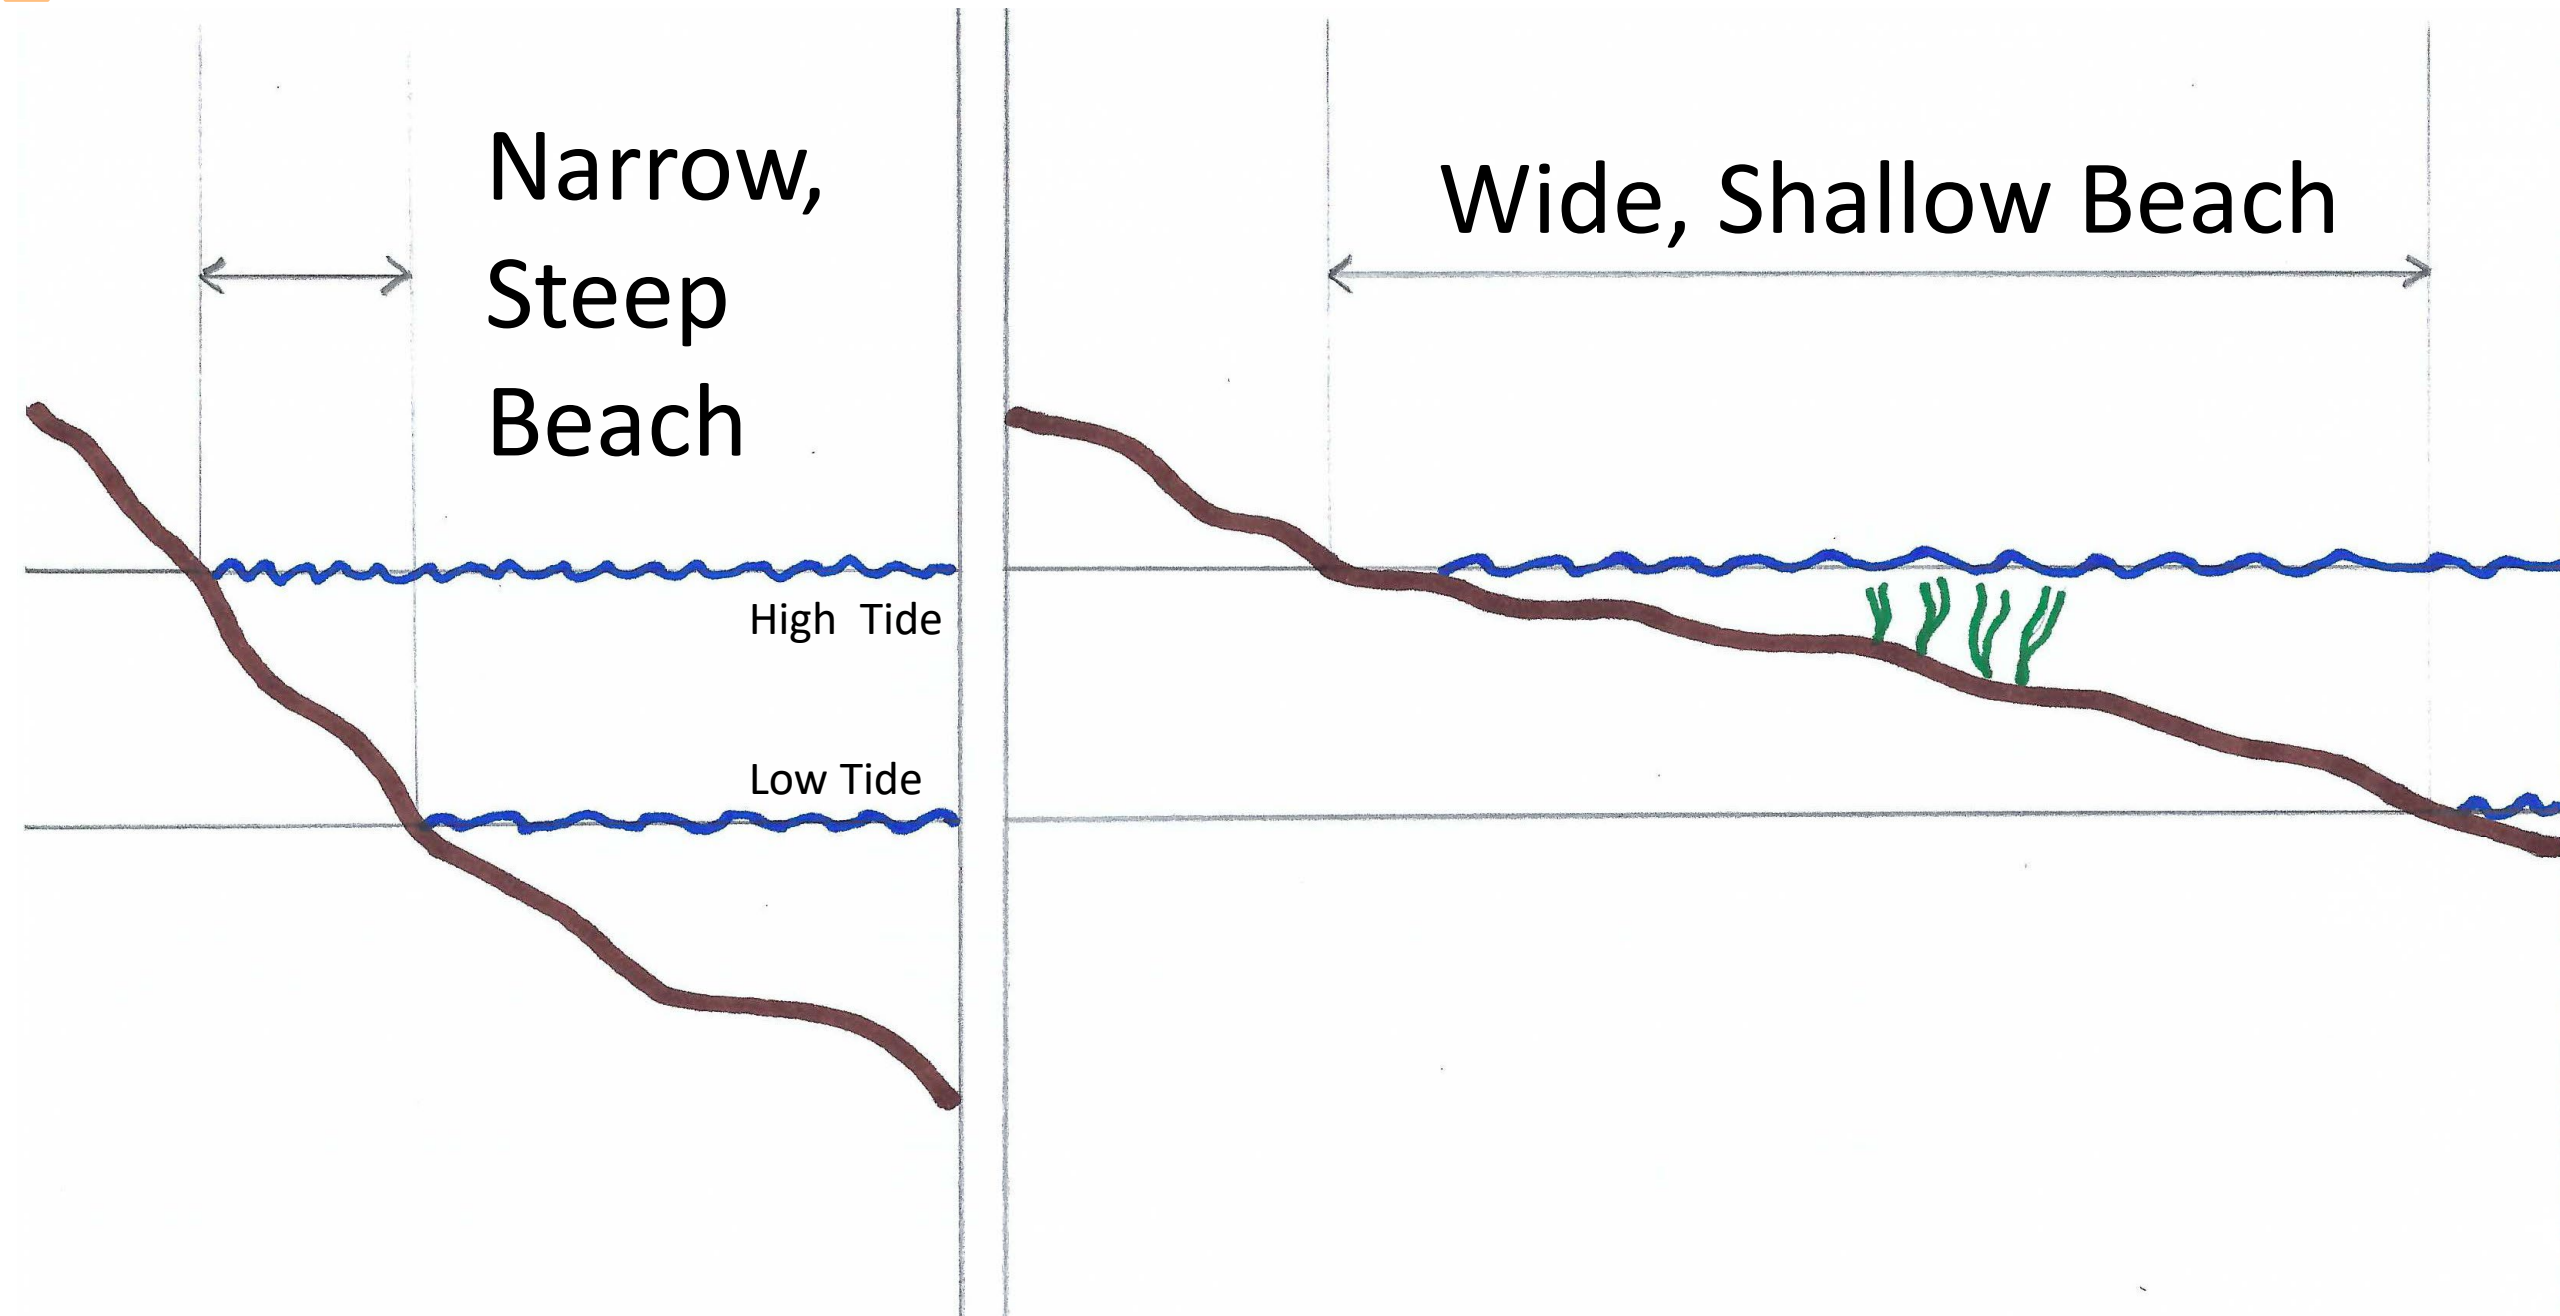 Narrow,
Steep
Beach
High Tide
Low Tide
Wide, Shallow Beach